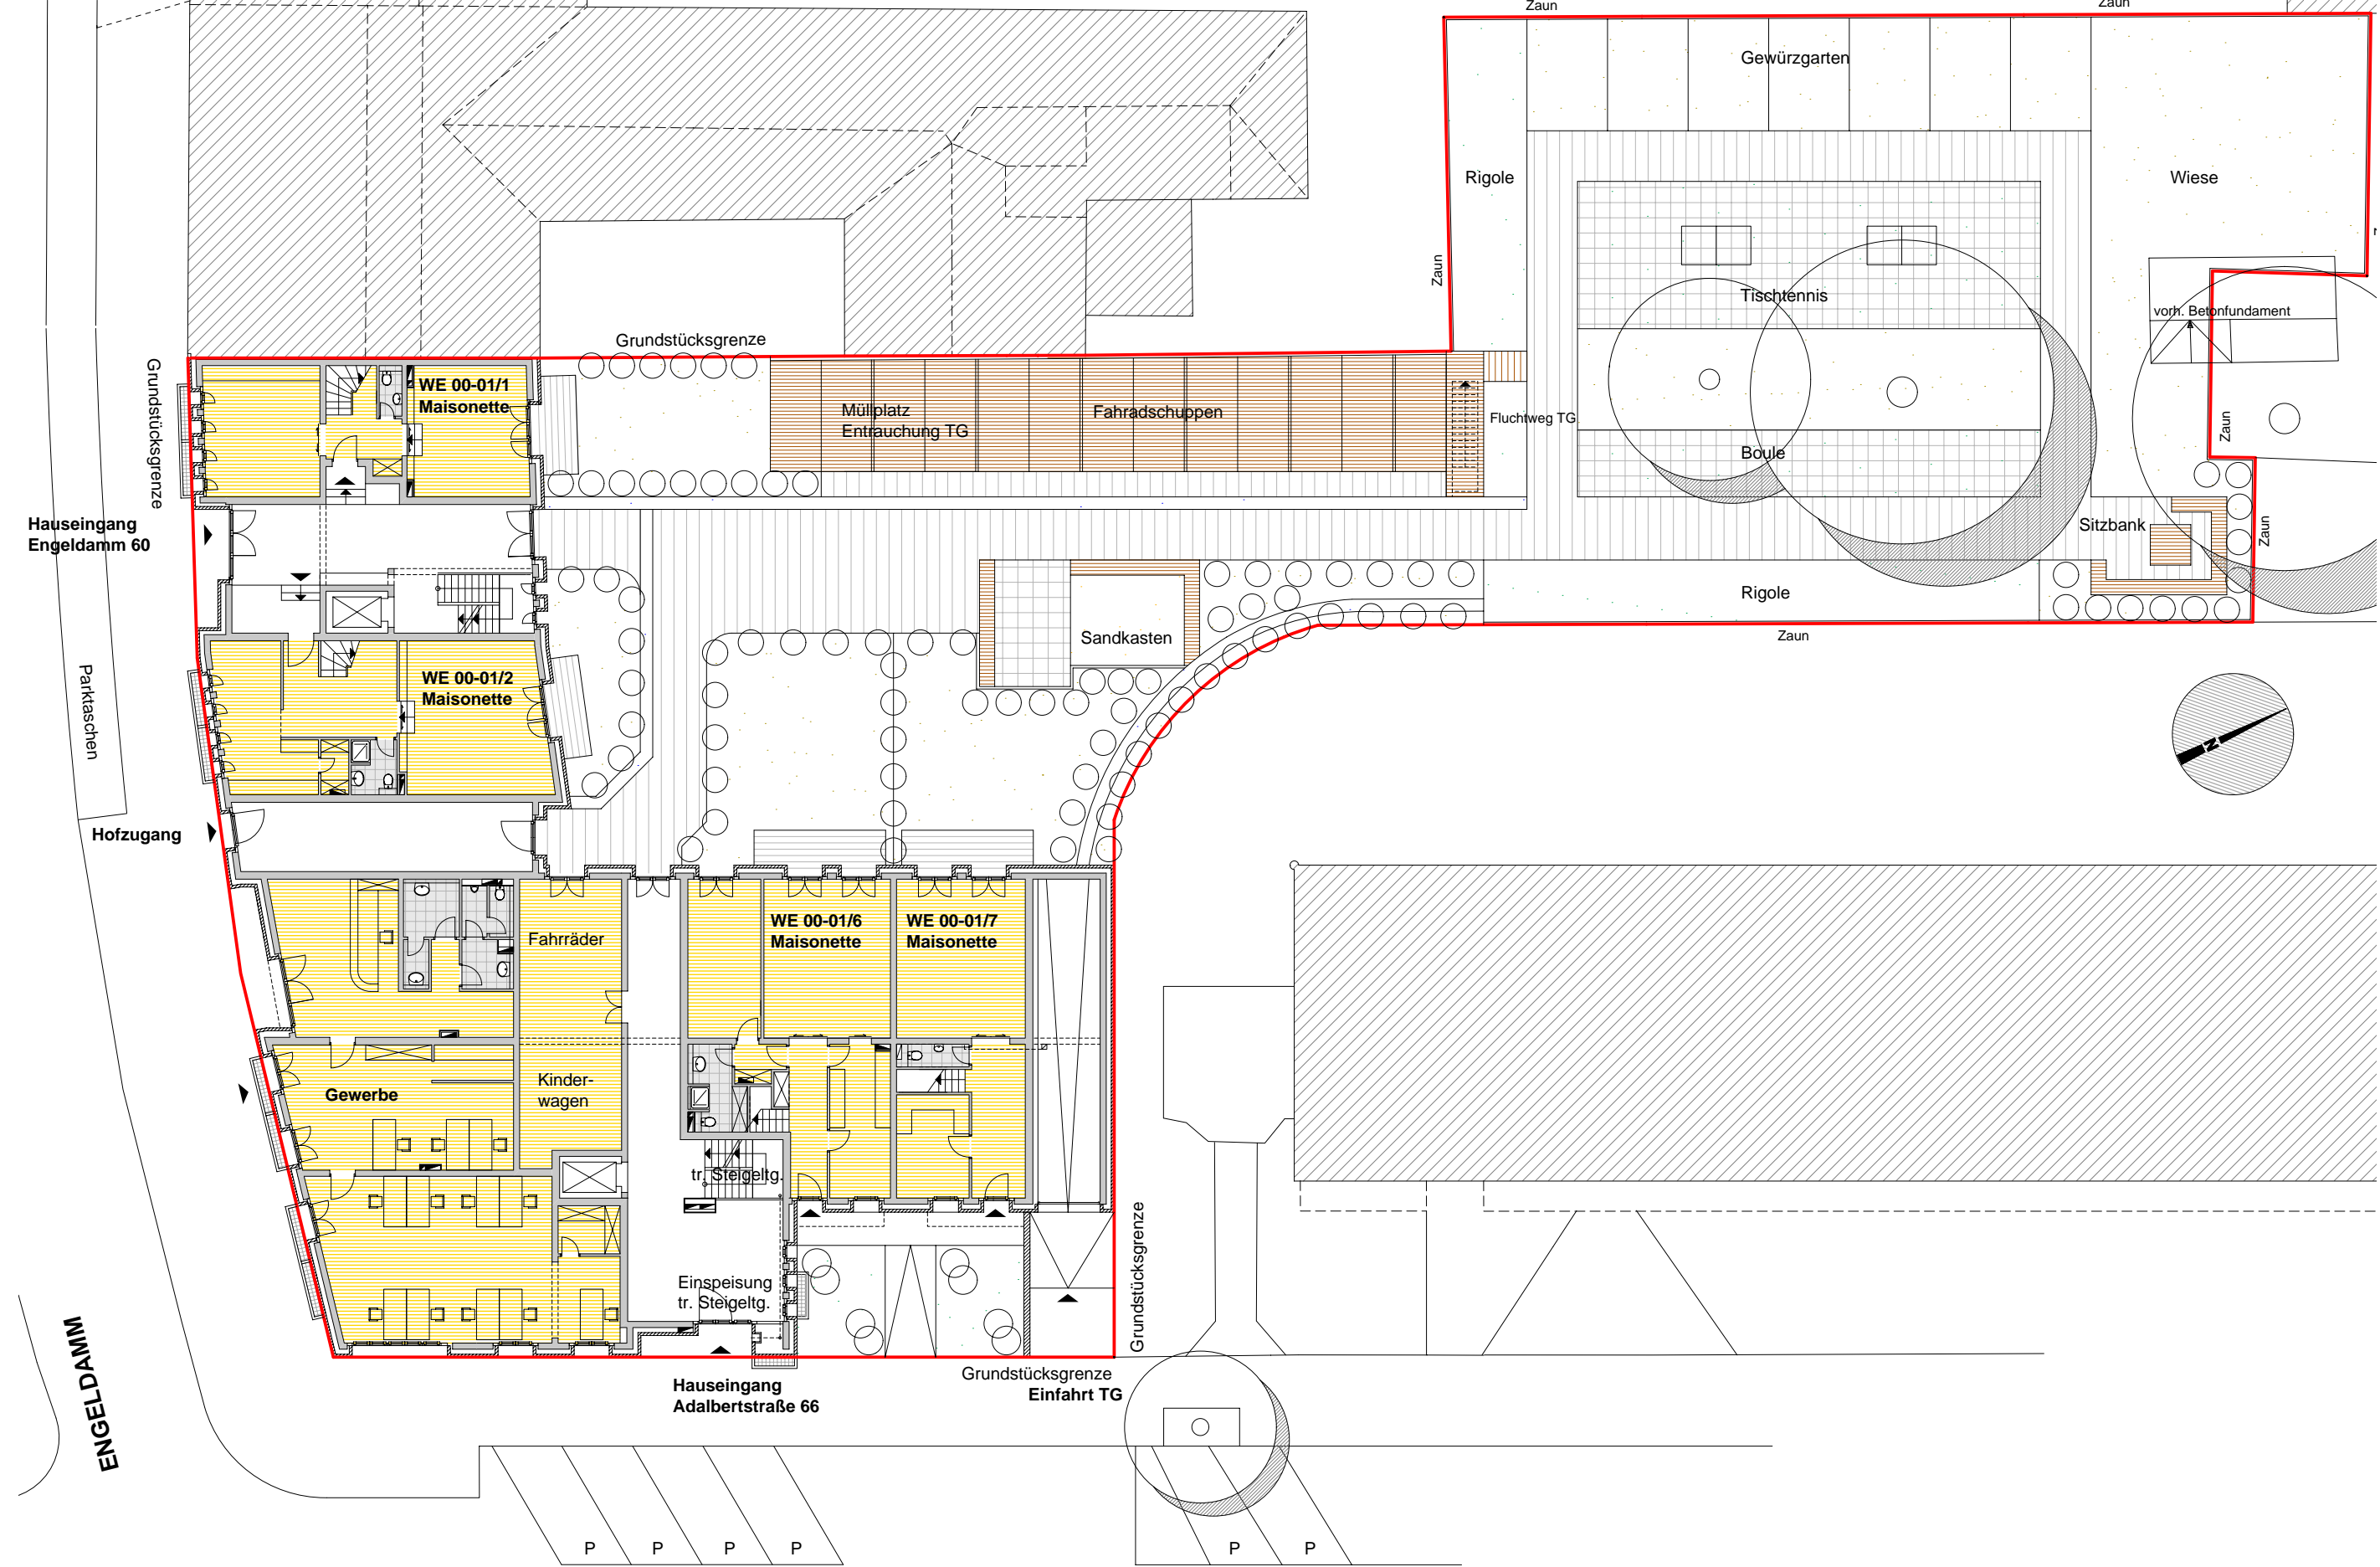 Zaun
Zaun
Gewürzgarten
Rigole
Wiese
Zaun
Tischtennis
vorh. Betonfundament
Grundstücksgrenze
Grundstücksgrenze
WE 00-01/1
Maisonette
Müllplatz
Entrauchung TG
Fahradschuppen
Fluchtweg TG
Zaun
Boule
Hauseingang
Engeldamm 60
Sitzbank
Zaun
Rigole
Sandkasten
Zaun
Parktaschen
WE 00-01/2
Maisonette
N
Hofzugang
Fahrräder
WE 00-01/6
Maisonette
WE 00-01/7
Maisonette
Gewerbe
Kinder-
wagen
tr. Steigeltg.
Einspeisung
tr. Steigeltg.
Grundstücksgrenze
Grundstücksgrenze
Einfahrt TG
Hauseingang
Adalbertstraße 66
ENGELDAMM
P
P
P
P
P
P